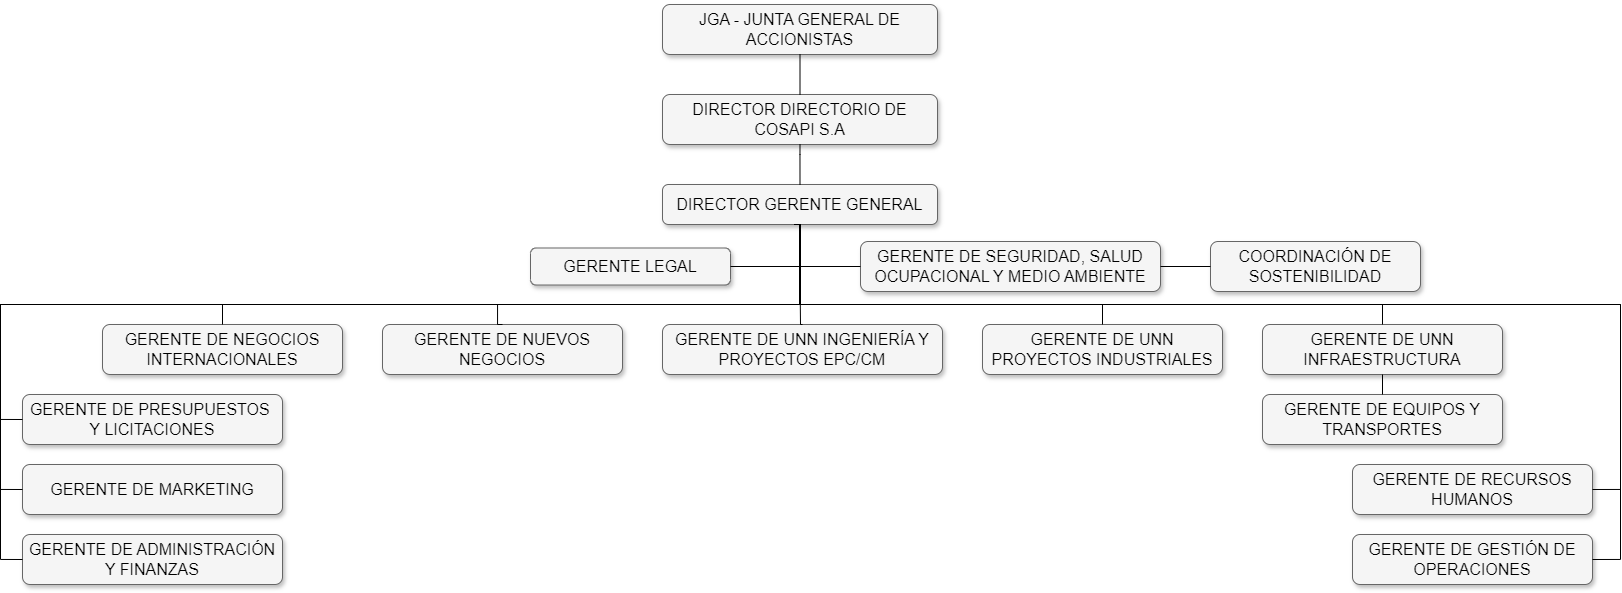 JGA - JUNTA GENERAL DE
ACCIONISTAS
DIRECTOR DIRECTORIO DE
COSAPI S.A
DIRECTOR GERENTE GENERAL
GERENTE LEGAL
GERENTE DE SEGURIDAD, SALUD
OCUPACIONAL Y MEDIO AMBIENTE
COORDINACIÓN DE
SOSTENIBILIDAD
GERENTE DE NEGOCIOS
INTERNACIONALES
GERENTE DE NUEVOS
NEGOCIOS
GERENTE DE UNN INGENIERÍA Y
PROYECTOS EPC/CM
GERENTE DE UNN
PROYECTOS INDUSTRIALES
GERENTE DE UNN
INFRAESTRUCTURA
GERENTE DE PRESUPUESTOS
Y LICITACIONES
GERENTE DE EQUIPOS Y
TRANSPORTES
GERENTE DE MARKETING
GERENTE DE RECURSOS
HUMANOS
GERENTE DE ADMINISTRACIÓN
Y FINANZAS
GERENTE DE GESTIÓN DE
OPERACIONES